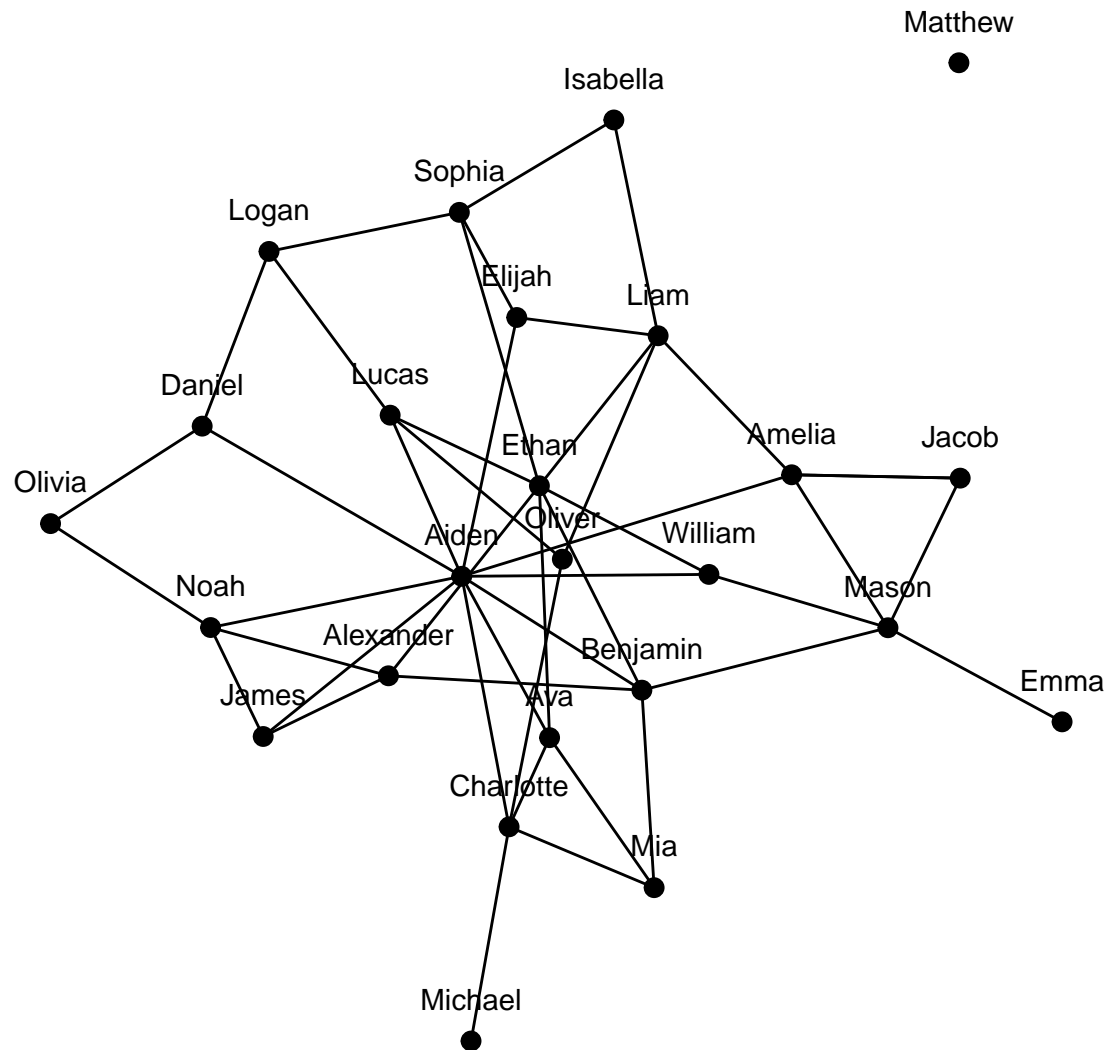 Matthew
Isabella
Sophia
Logan
Elijah
Liam
Lucas
Daniel
Ethan
Amelia
Jacob
Olivia
Oliver
Aiden
William
Noah
Mason
Alexander
Benjamin
James
Ava
Emma
Charlotte
Mia
Michael